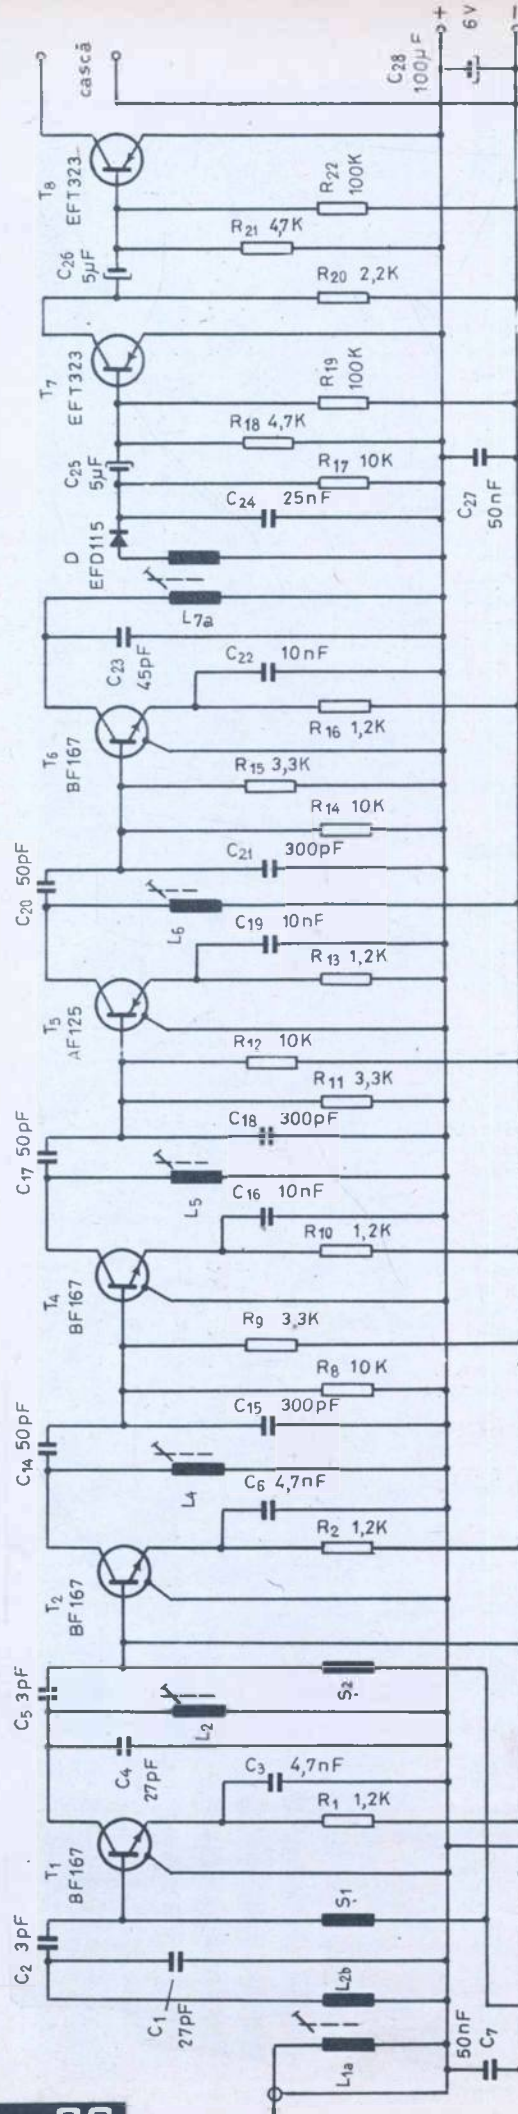 cască
C28
100µF
+
6V
−
T8
EFT323
R22
100K
R21 4,7K
C26
5µF
R20 2,2K
T7
EFT323
R19
100K
R18 4,7K
C25
5µF
R17 10K
C24 25nF
C27
50nF
D
EFD115
L7a
C23
45pF
C22 10nF
R16 1,2K
T6
BF167
R15 3,3K
R14 10K
C21 300pF
C20 50pF
L6
C19 10nF
R13 1,2K
T5
AF125
R12 10K
R11 3,3K
C18 300pF
C17 50pF
L5
C16 10nF
R10 1,2K
T4
BF167
R9 3,3K
R8 10K
C15 300pF
C14 50pF
L4
C6 4,7nF
R2 1,2K
T2
BF167
C5 3pF
L2
S2
C4
27pF
C3 4,7nF
R1 1,2K
T1
BF167
S1
C2 3pF
C1
27pF
L2b
L1a
50nF
C7